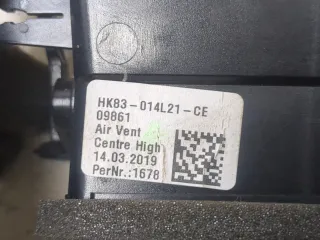 HK83-014L21-CE
09861
Air Vent
Centre High
14.03.2019
PerNr.:1678